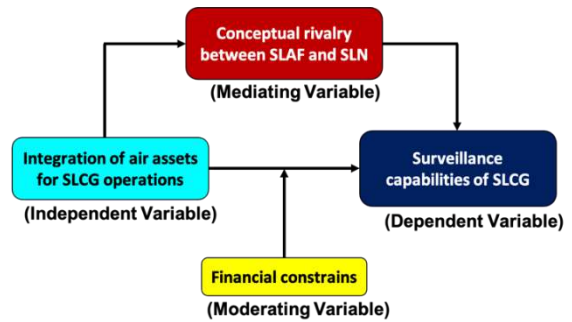 Conceptual rivalry
between SLAF and SLN
(Mediating Variable)
Integration of air assets
for SLCG operations
(Independent Variable)
Surveillance
capabilities of SLCG
(Dependent Variable)
Financial constrains
(Moderating Variable)